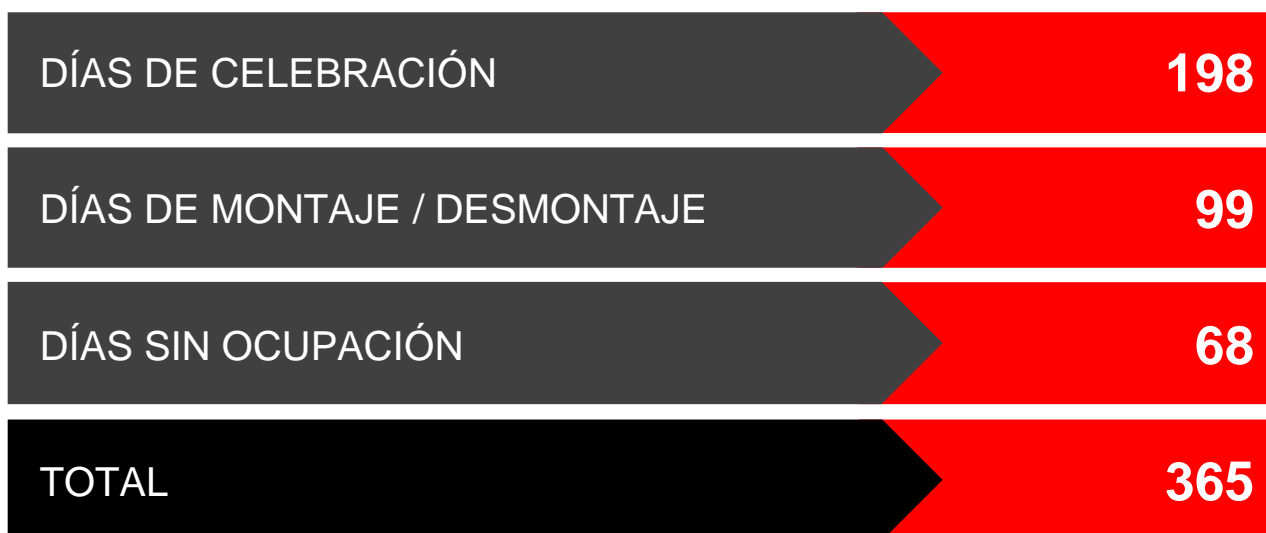 DÍAS DE CELEBRACIÓN 198
DÍAS DE MONTAJE / DESMONTAJE 99
DÍAS SIN OCUPACIÓN 68
TOTAL 365